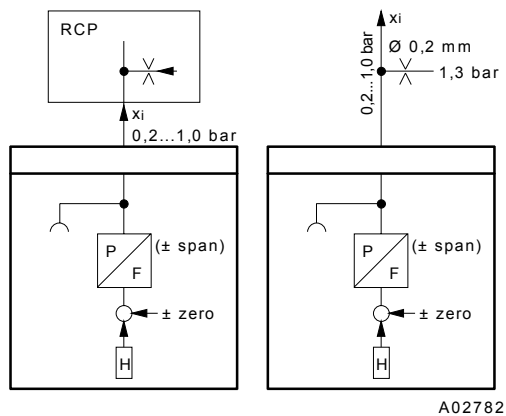 RCP
xi
0,2...1,0 bar
(± span)
P
F
± zero
H
xi
0,2...1,0 bar
Ø 0,2 mm
1,3 bar
(± span)
P
F
± zero
H
A02782